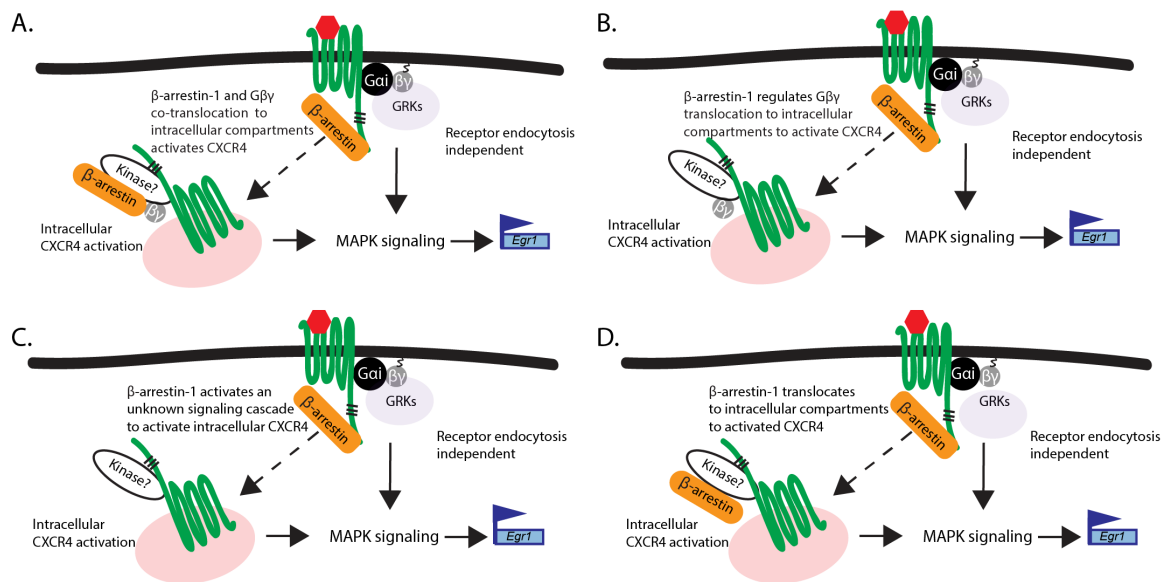 A.
Gαi
βγ
GRKs
β-arrestin
β-arrestin-1 and Gβγ
co-translocation to
intracellular compartments
activates CXCR4
Receptor endocytosis
independent
Kinase?
β-arrestin
βγ
Intracellular
CXCR4 activation
MAPK signaling
Egr1
B.
Gαi
βγ
GRKs
β-arrestin
β-arrestin-1 regulates Gβγ
translocation to intracellular
compartments to activate CXCR4
Receptor endocytosis
independent
Kinase?
βγ
Intracellular
CXCR4 activation
MAPK signaling
Egr1
C.
Gαi
βγ
GRKs
β-arrestin
β-arrestin-1 activates an
unknown signaling cascade
to activate intracellular CXCR4
Receptor endocytosis
independent
Kinase?
Intracellular
CXCR4 activation
MAPK signaling
Egr1
D.
Gαi
βγ
GRKs
β-arrestin
β-arrestin-1 translocates
to intracellular compartments
to activated CXCR4
Receptor endocytosis
independent
Kinase?
β-arrestin
Intracellular
CXCR4 activation
MAPK signaling
Egr1